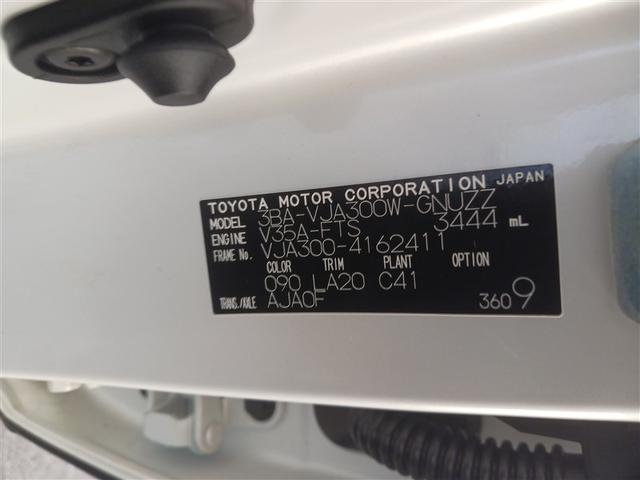 TOYOTA MOTOR CORPORATION JAPAN
MODEL 3BA-VJA300W-GNUZZ
ENGINE V35A-FTS 3444 mL
FRAME No. VJA300-4162411
COLOR TRIM PLANT OPTION
090 LA20 C41
TRANS./AXLE AJA0F
3609